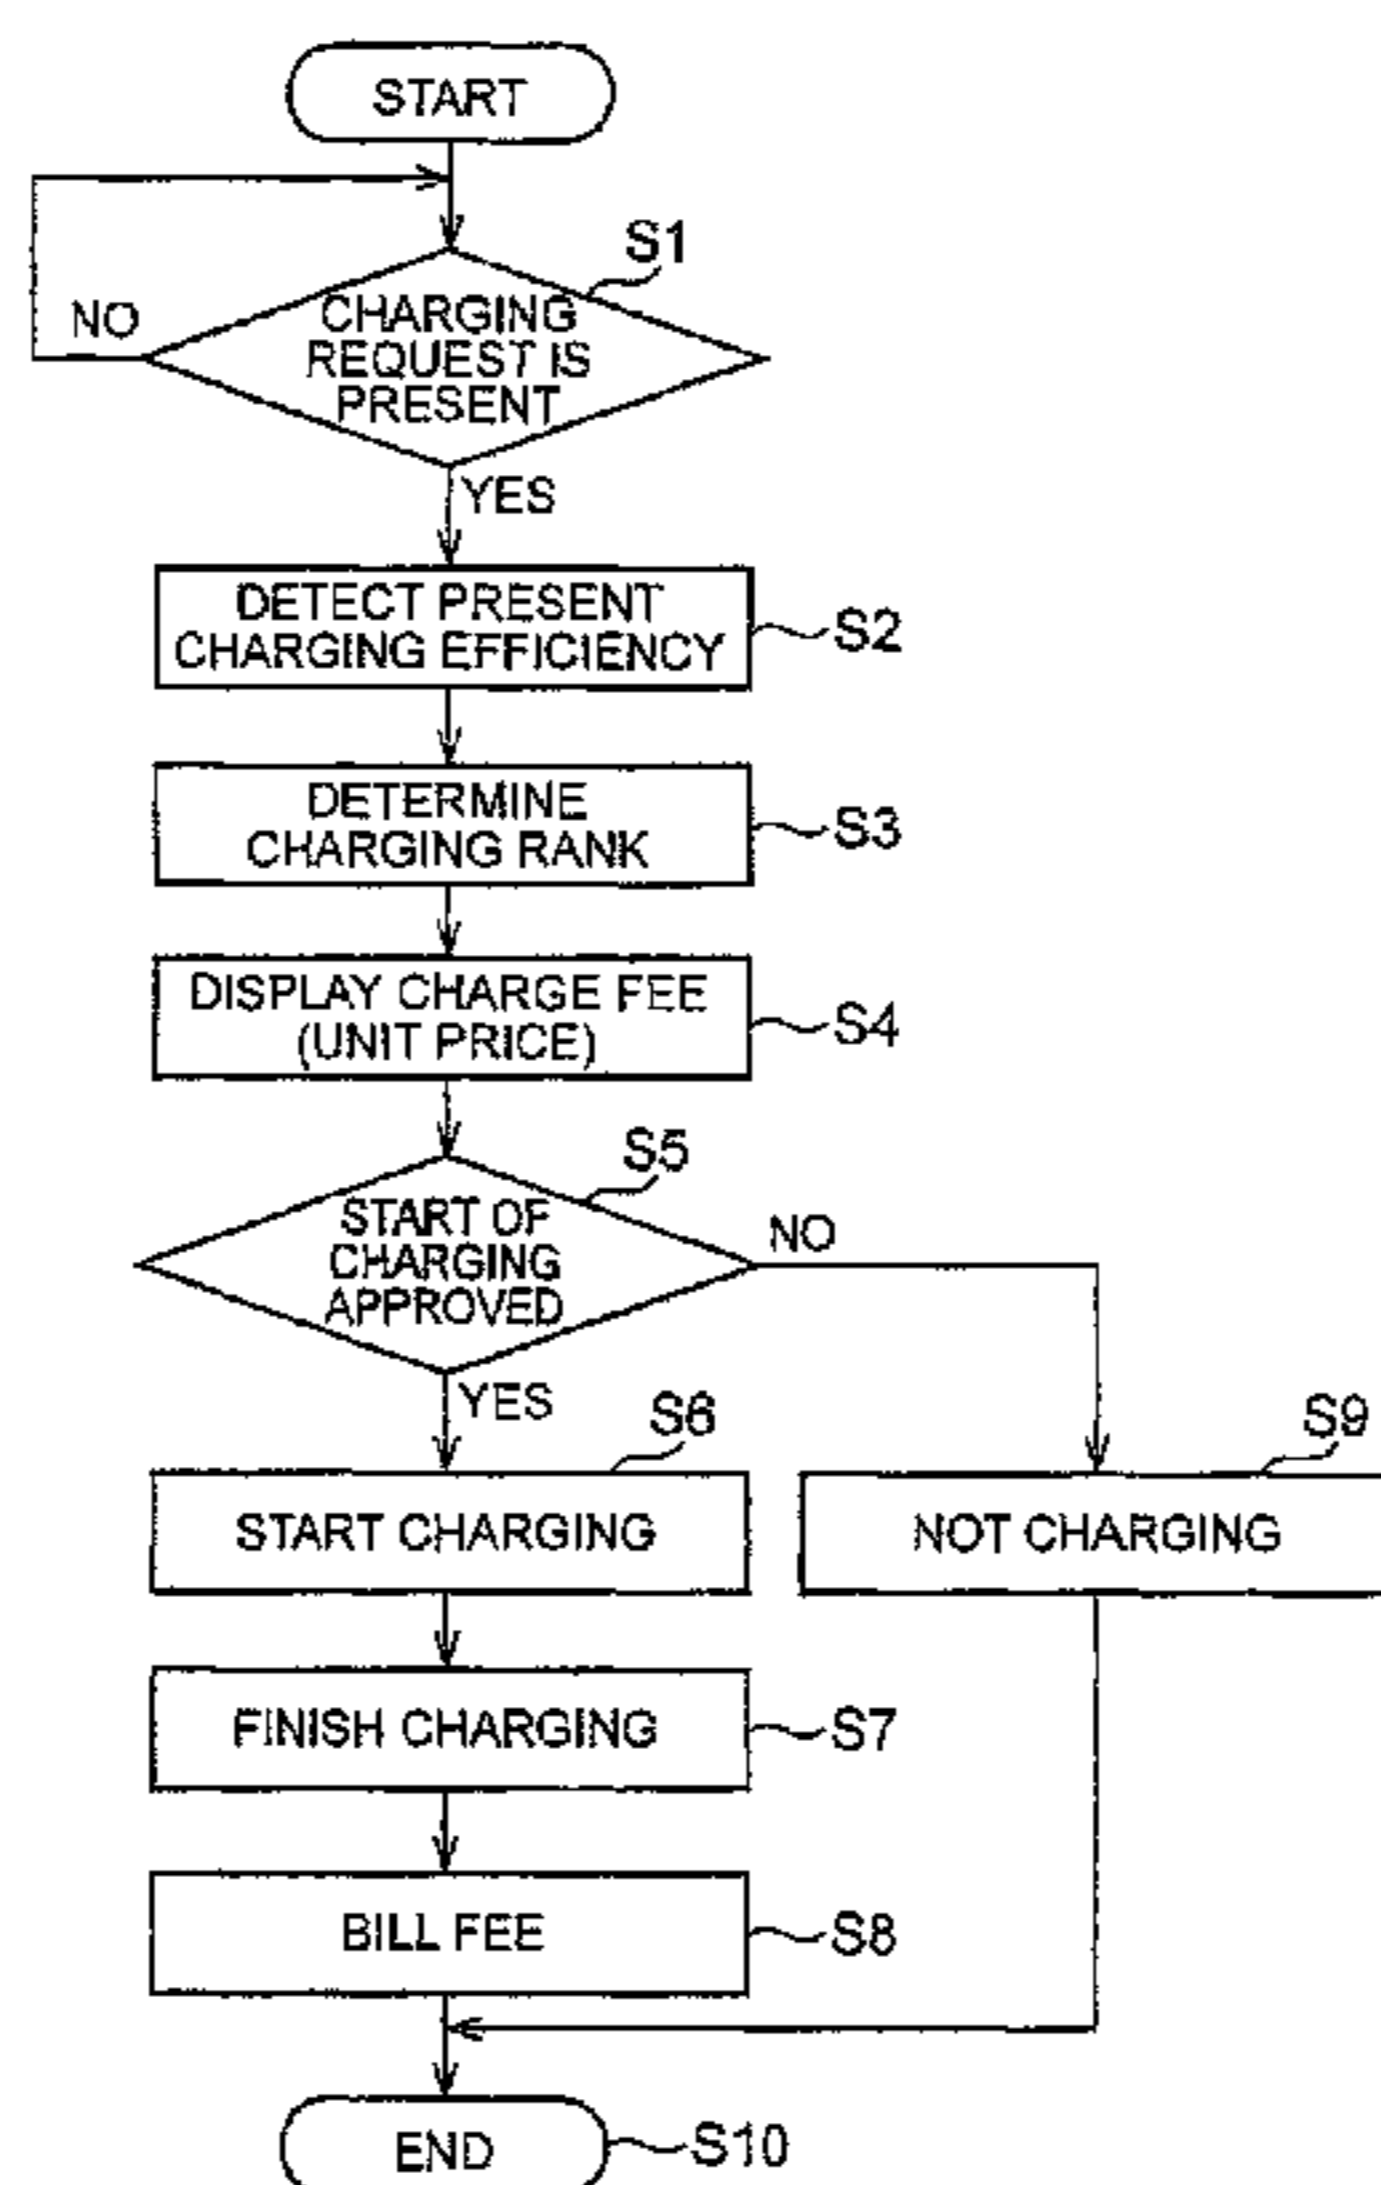 START
S1
NO
CHARGING
REQUEST IS
PRESENT
YES
DETECT PRESENT
CHARGING EFFICIENCY
S2
DETERMINE
CHARGING RANK
S3
DISPLAY CHARGE FEE
(UNIT PRICE)
S4
S5
START OF
CHARGING
APPROVED
NO
YES
S6
S9
START CHARGING
NOT CHARGING
FINISH CHARGING
S7
BILL FEE
S8
END
S10